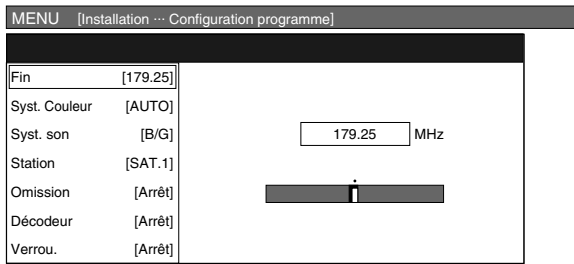 MENU [Installation ··· Configuration programme]
Fin [179.25]
Syst. Couleur [AUTO]
Syst. son [B/G]
179.25 MHz
Station [SAT.1]
Omission [Arrêt]
Décodeur [Arrêt]
Verrou. [Arrêt]